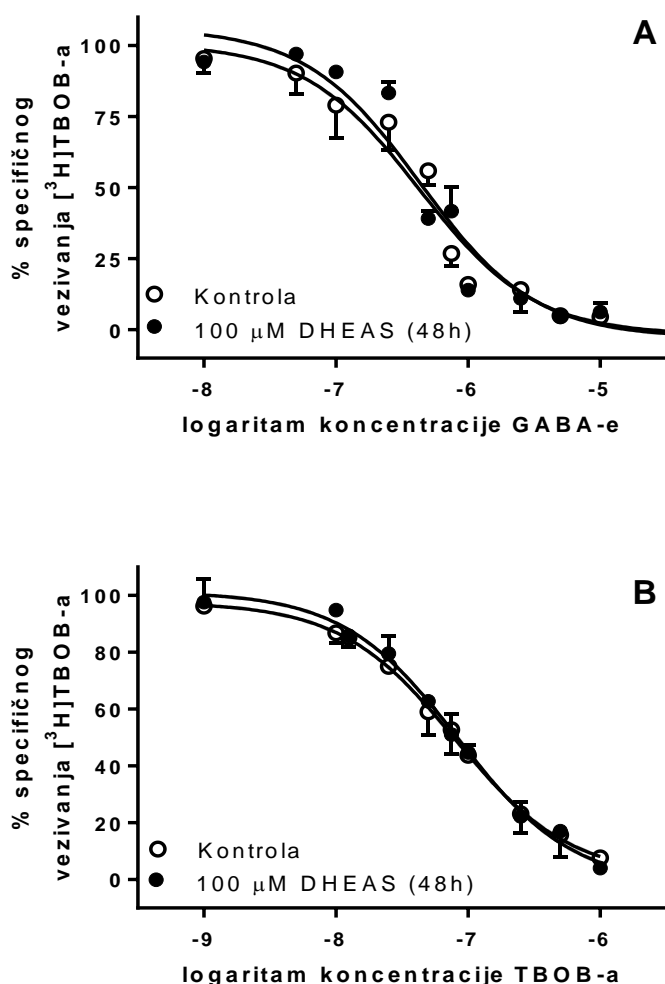 A
% specifičnog
vezivanja [³H]TBOB-a
100
75
50
25
0
Kontrola
100 μM DHEAS (48h)
-8 -7 -6 -5
logaritam koncentracije GABA-e
B
% specifičnog
vezivanja [³H]TBOB-a
100
80
60
40
20
0
Kontrola
100 μM DHEAS (48h)
-9 -8 -7 -6
logaritam koncentracije TBOB-a